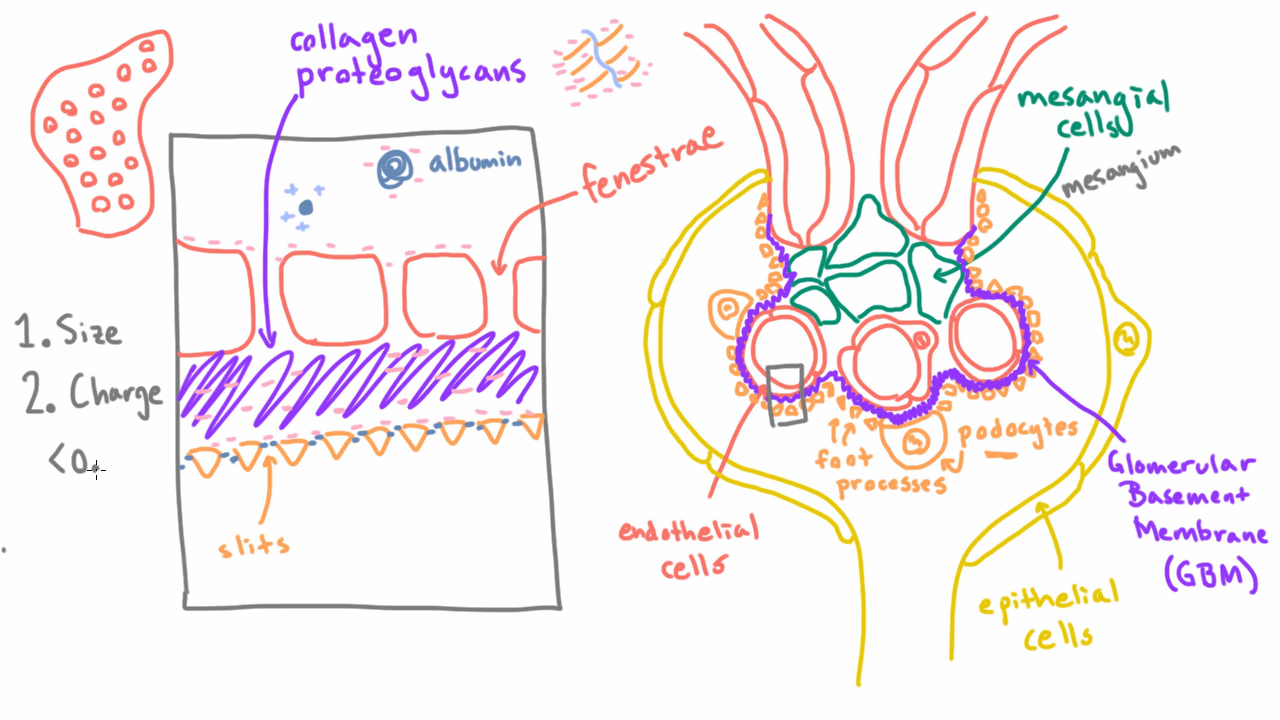 collagen
proteoglycans
albumin
fenestrae
mesangial
cells
mesangium
1. Size
2. Charge
<0.
slits
endothelial
cells
foot
processes
podocytes
Glomerular
Basement
Membrane
(GBM)
epithelial
cells